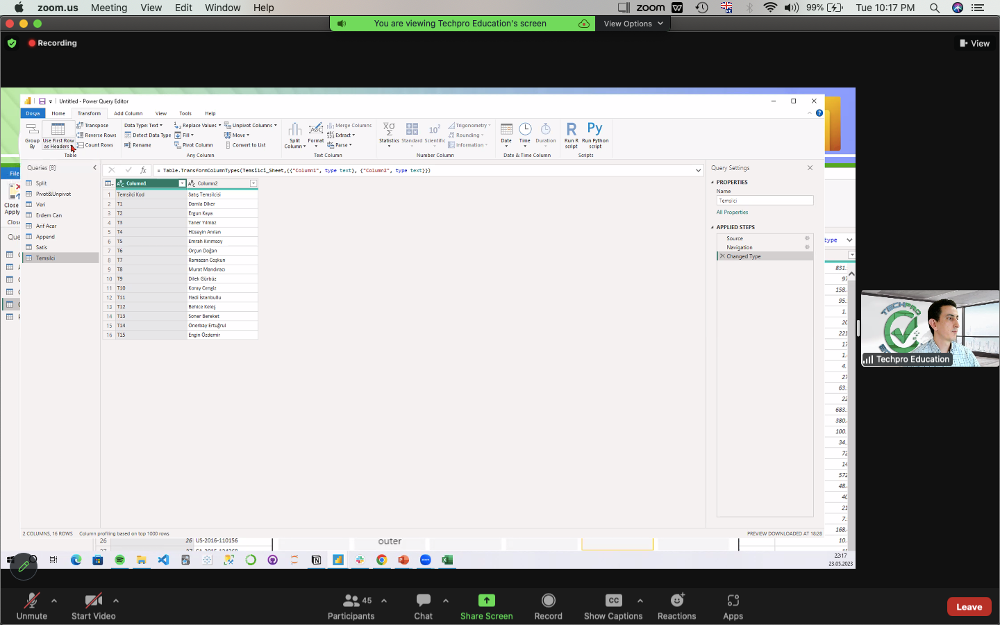 zoom.us Meeting View Edit Window Help
zoom 99% Tue 10:17 PM
You are viewing Techpro Education's screen View Options
Recording
View
Untitled - Power Query Editor
Dosya Home Transform Add Column View Tools Help
Group By
Use First Row as Headers
Transpose
Reverse Rows
Count Rows
Table
Data Type: Text
Detect Data Type
Rename
Replace Values
Fill
Pivot Column
Unpivot Columns
Move
Convert to List
Any Column
Split Column
Format
Merge Columns
Extract
Parse
Text Column
Statistics
Standard
Scientific
Trigonometry
Rounding
Information
Number Column
Date
Time
Duration
Date & Time Column
Run R script
Run Python script
Scripts
File
Close
Apply
Clos
Que
Queries [8]
Split
Pivot&Unpivot
Veri
Erdem Can
Arif Acar
Append
Satis
Temsilci
= Table.TransformColumnTypes(Temsilci_Sheet,{{"Column1", type text}, {"Column2", type text}})
Column1 Column2
1 Temsilci Kod Satış Temsilcisi
2 T1 Damla Diker
3 T2 Ergun Kaya
4 T3 Taner Yılmaz
5 T4 Hüseyin Anılan
6 T5 Emrah Kırımsoy
7 T6 Orçun Doğan
8 T7 Ramazan Coşkun
9 T8 Murat Mandıracı
10 T9 Dilek Gürbüz
11 T10 Koray Cengiz
12 T11 Hadi İstanbullu
13 T12 Behice Keleş
14 T13 Soner Bereket
15 T14 Önerbay Ertuğrul
16 T15 Engin Özdemir
Query Settings
PROPERTIES
Name
Temsilci
All Properties
APPLIED STEPS
Source
Navigation
Changed Type
type
831.
97
158.
95.
1.
20
221
17
1.
4.
27
63.
22
683.
380.
100.
34.
72
14
572
48.
40
21
7.
168.
10.
2 COLUMNS, 16 ROWS Column profiling based on top 1000 rows
PREVIEW DOWNLOADED AT 18:28
26 26 US-2016-110156
outer
22:17
23.05.2023
Techpro Education
TECHPRO
Unmute
Start Video
45
Participants
Chat
Share Screen
Record
CC
Show Captions
Reactions
Apps
Leave